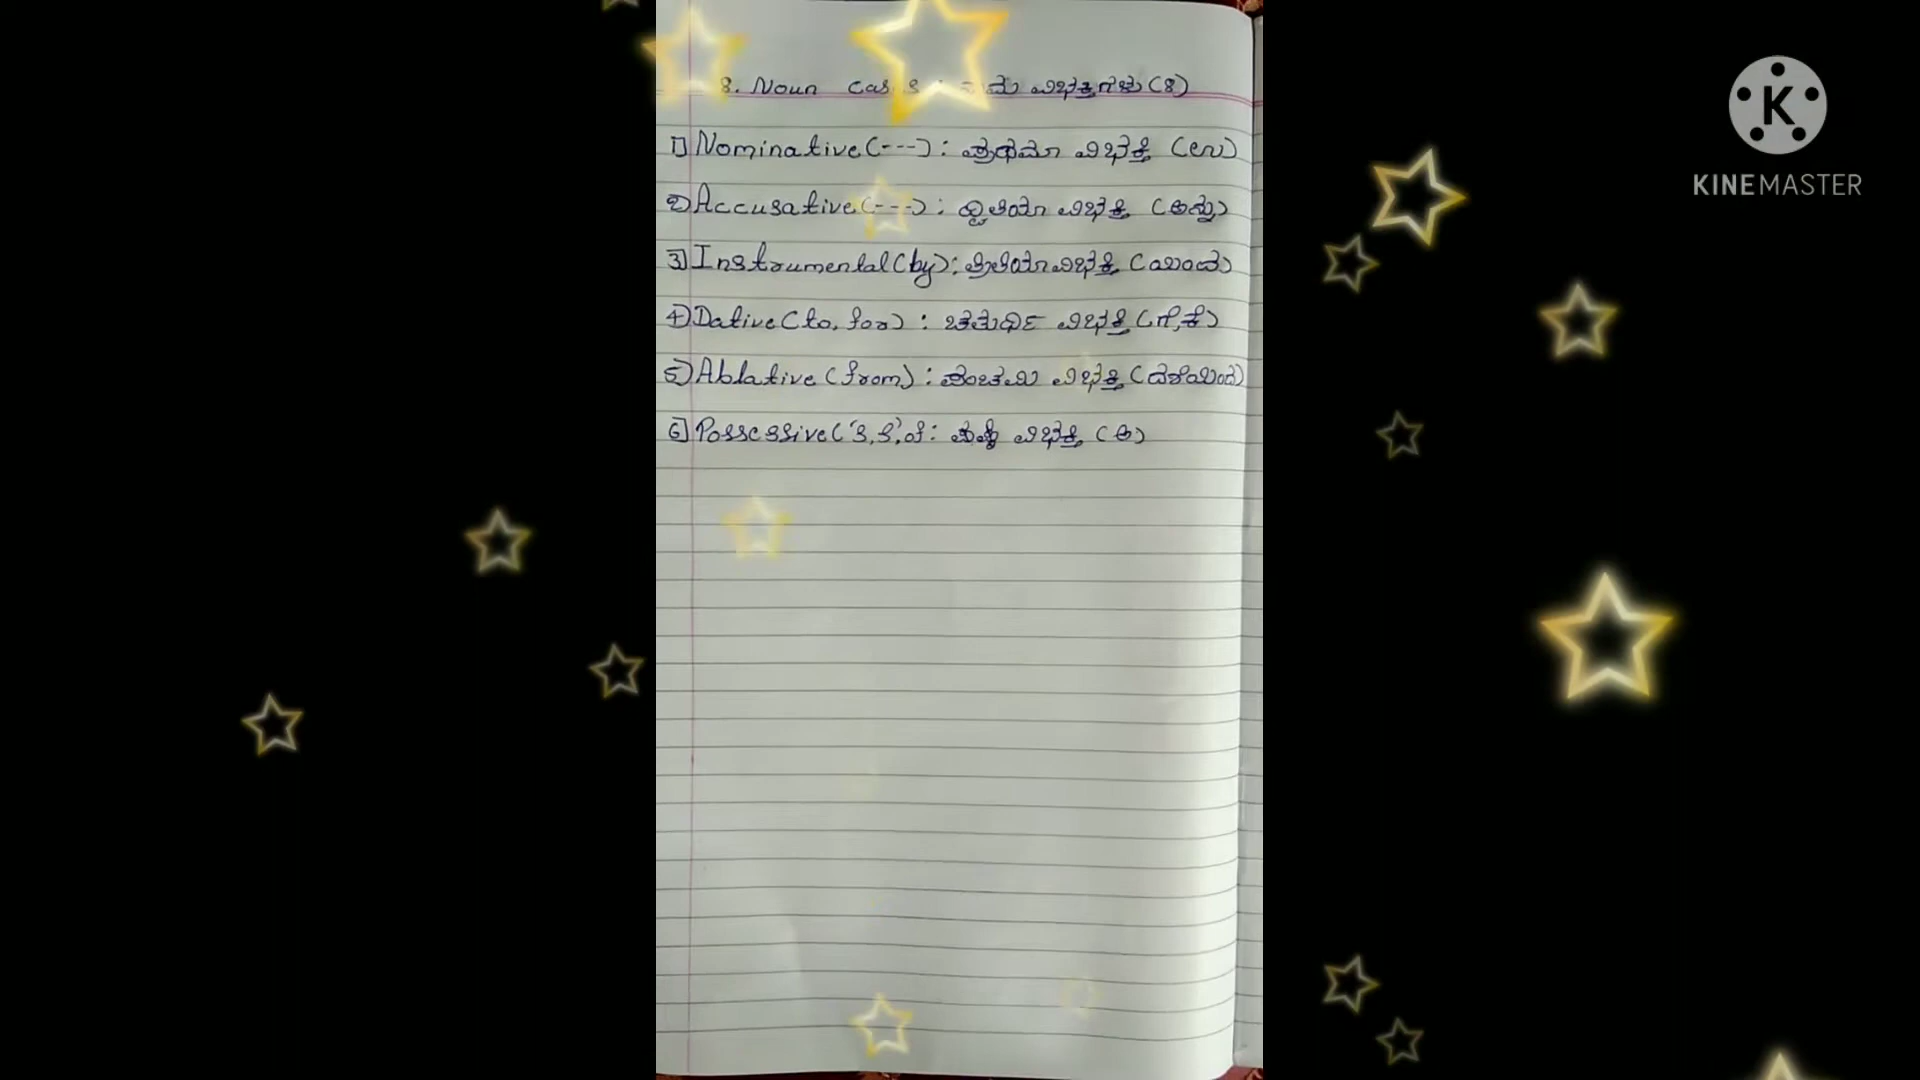 8. Noun Cas s : ನಾಮ ವಿಭಕ್ತಿಗಳು (8)
1) Nominative (---) : ಪ್ರಥಮಾ ವಿಭಕ್ತಿ (ಉ)
2) Accusative (---) : ದ್ವಿತಿಯಾ ವಿಭಕ್ತಿ (ಅನ್ನು)
3) Instrumental (by) : ತೃತಿಯಾ ವಿಭಕ್ತಿ (ಯಿಂದ)
4) Dative (to, for) : ಚತುರ್ಥಿ ವಿಭಕ್ತಿ (ಗೆ, ಕೆ)
5) Ablative (from) : ಪಂಚಮಿ ವಿಭಕ್ತಿ (ದೆಶೆಯಿಂದ)
6) Possessive ('s, s', of : ಷಷ್ಠಿ ವಿಭಕ್ತಿ (ಅ)
K
KINEMASTER